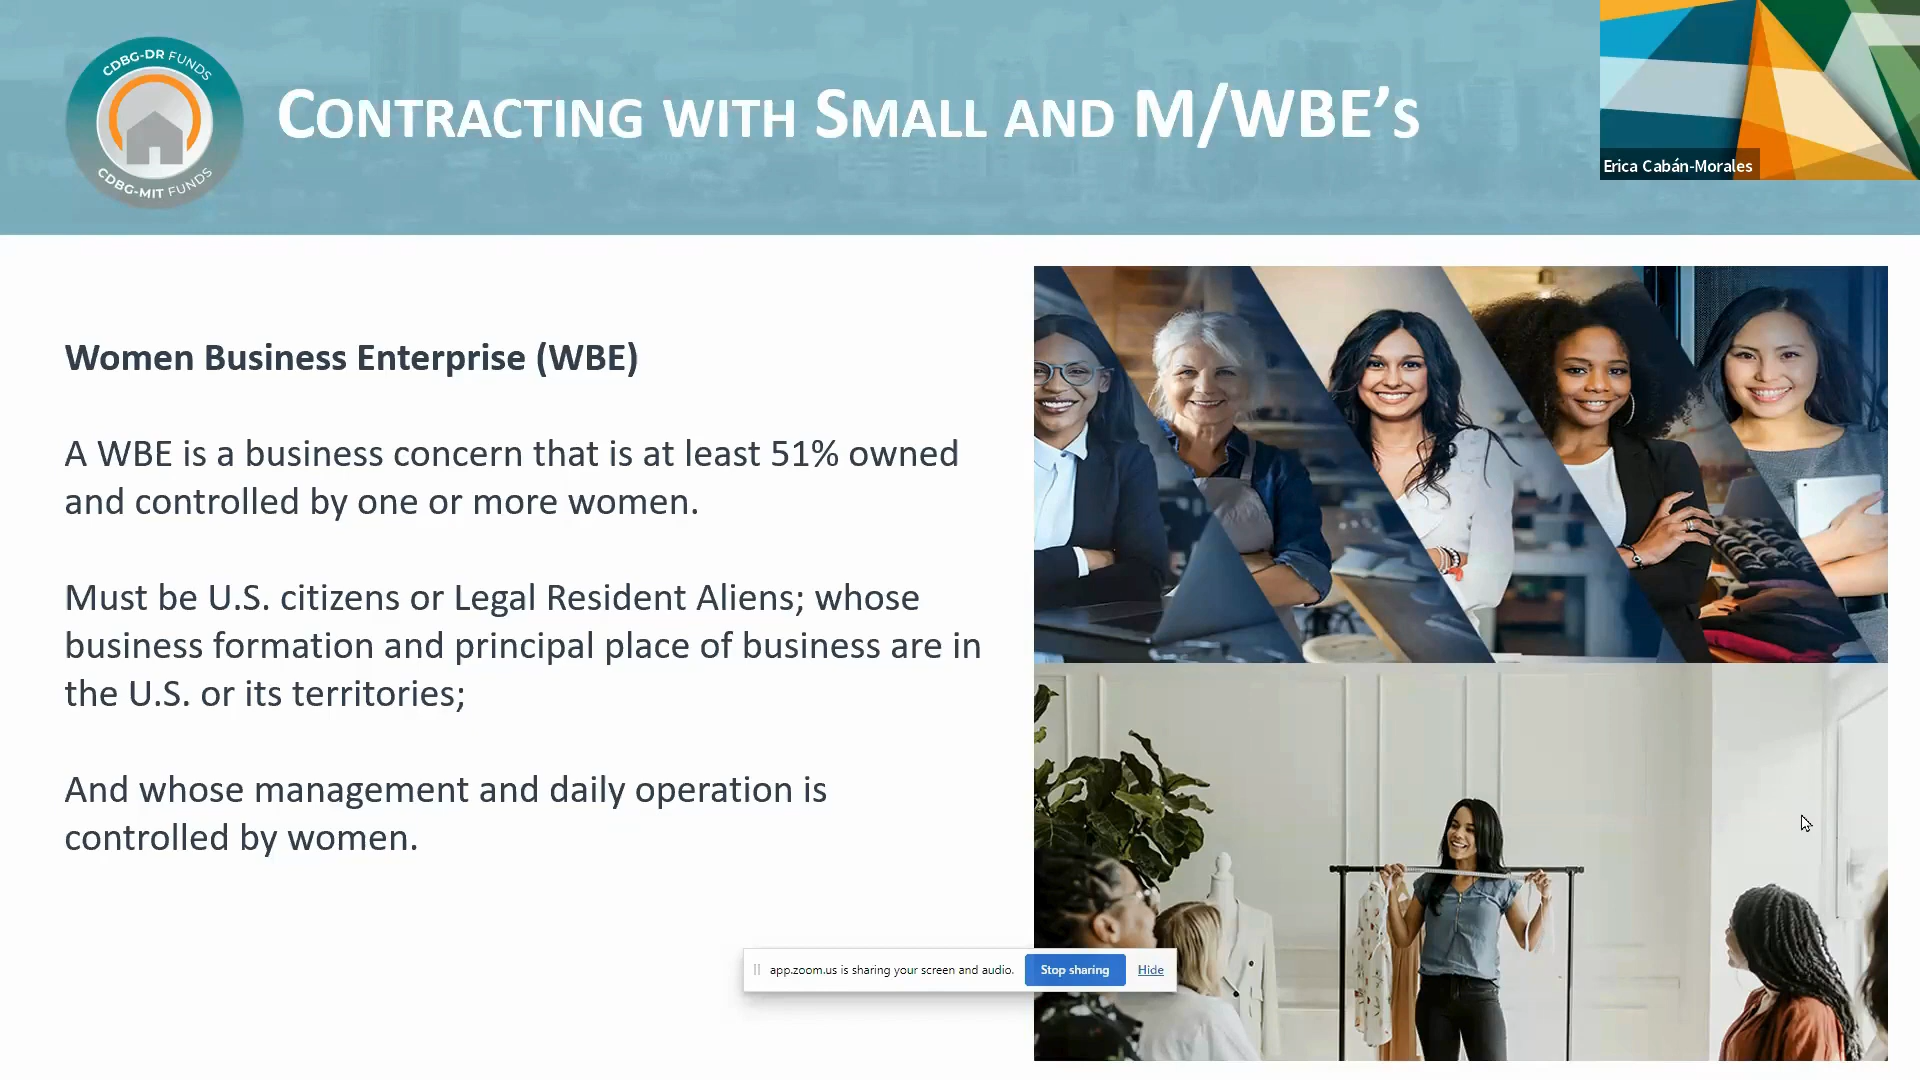 CDBG-DR FUNDS
CDBG-MIT FUNDS
CONTRACTING WITH SMALL AND M/WBE'S
Erica Cabán-Morales
Women Business Enterprise (WBE)
A WBE is a business concern that is at least 51% owned
and controlled by one or more women.
Must be U.S. citizens or Legal Resident Aliens; whose
business formation and principal place of business are in
the U.S. or its territories;
And whose management and daily operation is
controlled by women.
app.zoom.us is sharing your screen and audio.
Stop sharing
Hide